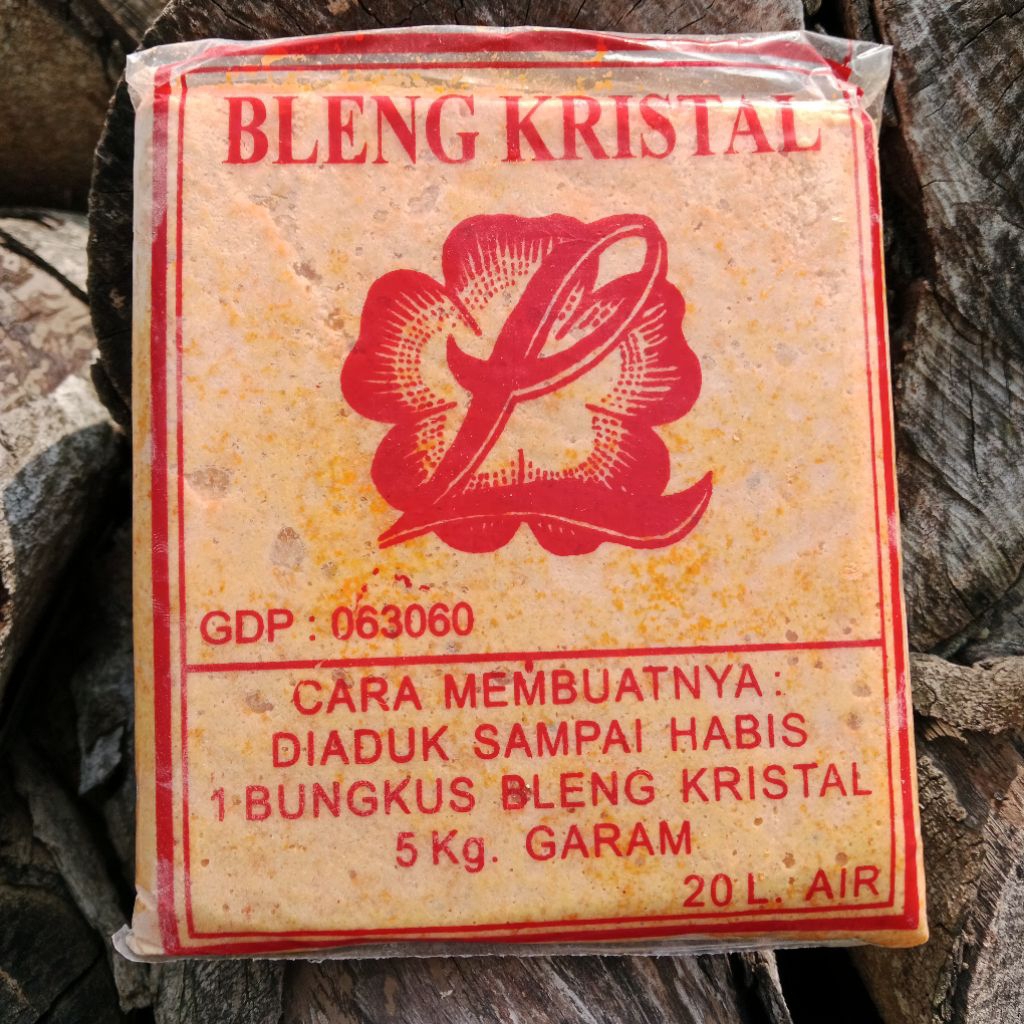 BLENG KRISTAL
GDP : 063060
CARA MEMBUATNYA :
DIADUK SAMPAI HABIS
1 BUNGKUS BLENG KRISTAL
5 Kg. GARAM
20 L. AIR